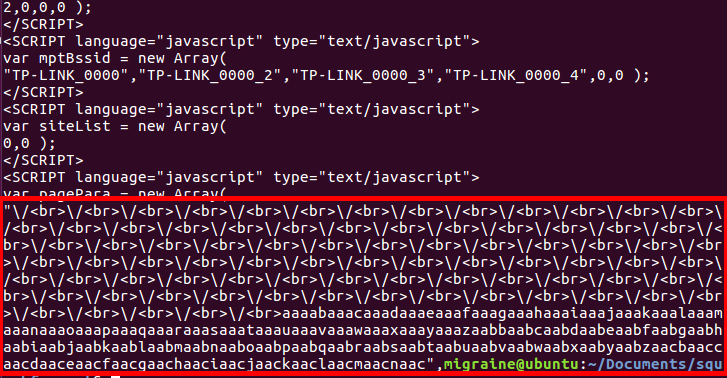 2,0,0,0 );
</SCRIPT>
<SCRIPT language="javascript" type="text/javascript">
var mptBssid = new Array(
"TP-LINK_0000","TP-LINK_0000_2","TP-LINK_0000_3","TP-LINK_0000_4",0,0 );
</SCRIPT>
<SCRIPT language="javascript" type="text/javascript">
var siteList = new Array(
0,0 );
</SCRIPT>
<SCRIPT language="javascript" type="text/javascript">
var pagePara = new Array(
"\/<br>\/<br>\/<br>\/<br>\/<br>\/<br>\/<br>\/<br>\/<br>\/<br>\/<br>\/<br>\/<br>\
/<br>\/<br>\/<br>\/<br>\/<br>\/<br>\/<br>\/<br>\/<br>\/<br>\/<br>\/<br>\/<br>\/<
br>\/<br>\/<br>\/<br>\/<br>\/<br>\/<br>\/<br>\/<br>\/<br>\/<br>\/<br>\/<br>\/<br
>\/<br>\/<br>\/<br>\/<br>\/<br>\/<br>\/<br>\/<br>\/<br>\/<br>\/<br>\/<br>\/<br>\
/<br>\/<br>\/<br>\/<br>\/<br>\/<br>\/<br>\/<br>\/<br>\/<br>\/<br>\/<br>\/<br>\/<
br>\/<br>\/<br>\/<br>\/<br>\/<br>\/<br>\/<br>\/<br>\/<br>\/<br>\/<br>\/<br>\/<br
>\/<br>\/<br>\/<br>\/<br>\/<br>aaaabaaacaaadaaaeaaafaaagaaahaaaiaaajaaakaaalaaam
aaanaaaoaaapaaaqaaaraaasaaataaauaaavaaawaaaxaaayaaazaabbaabcaabdaabeaabfaabgaabh
aabiaabjaabkaablaabmaabnaaboaabpaabqaabraabsaabtaabuaabvaabwaabxaabyaabzaacbaacc
aacdaaceaacfaacgaachaaciaacjaackaaclaacmaacnaac",migraine@ubuntu:~/Documents/squ